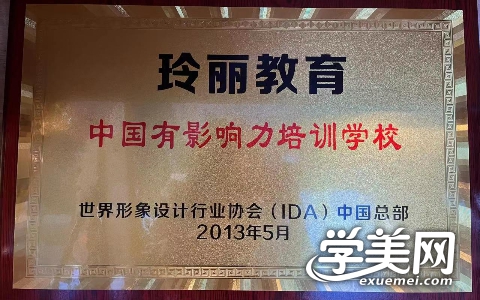 玲丽教育
中国有影响力培训学校
世界形象设计行业协会（IDA）中国总部
2013年5月
学美网
exuemei.com